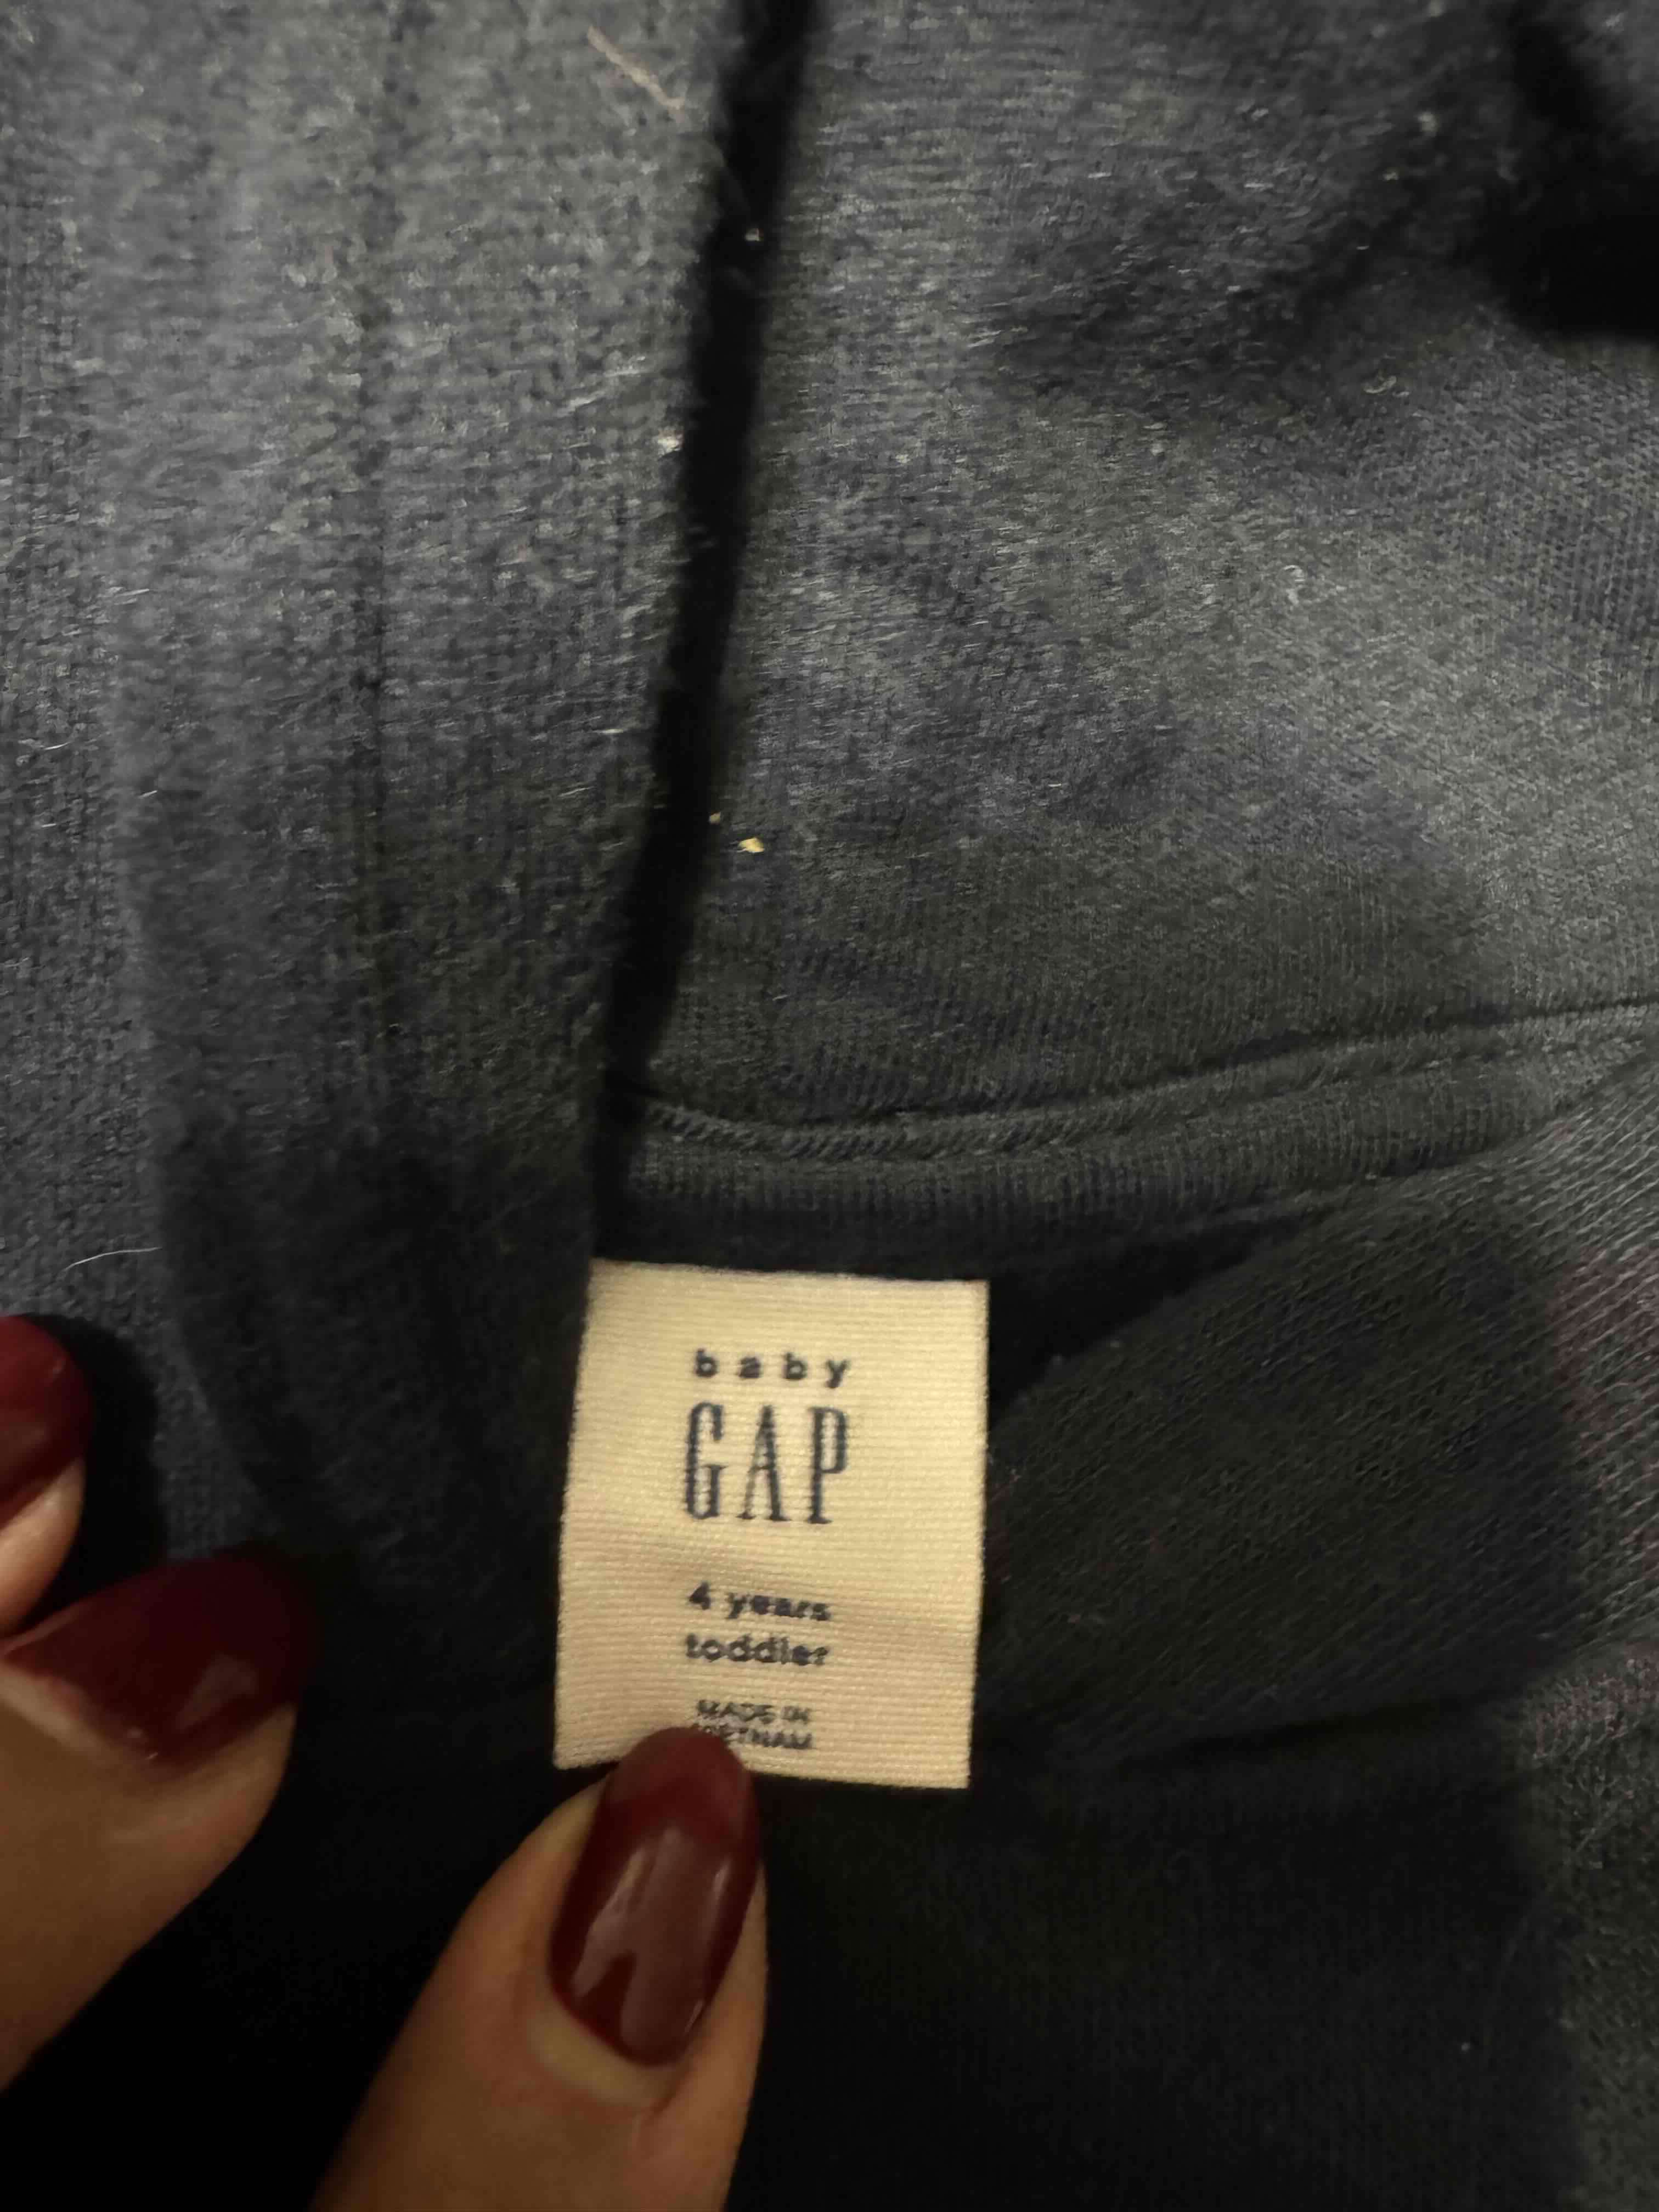 baby
GAP
4 years
toddler
MADE IN